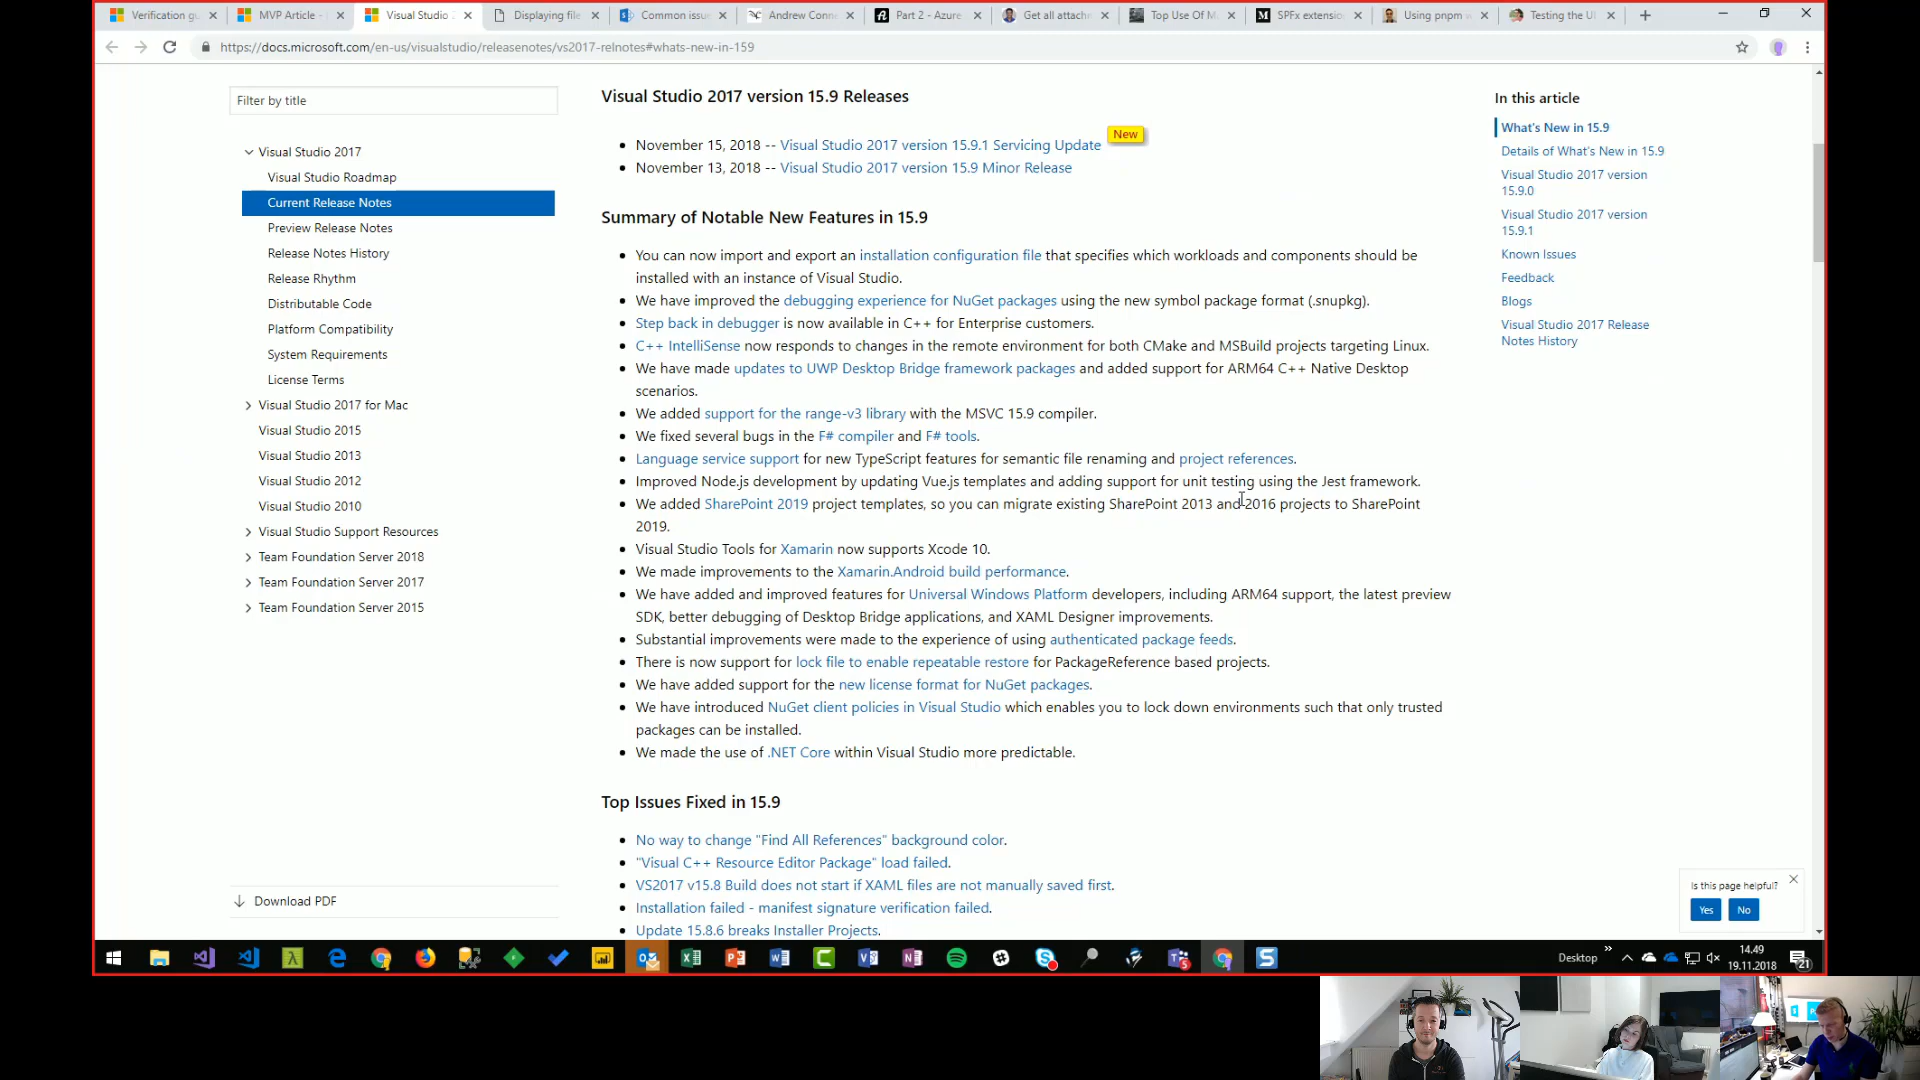 Verification gu
MVP Article -
Visual Studio 2
Displaying file
Common issu
Andrew Conn
Part 2 - Azure
Get all attach
Top Use Of M
SPFx extensio
Using pnpm w
Testing the UI
https://docs.microsoft.com/en-us/visualstudio/releasenotes/vs2017-relnotes#whats-new-in-159
Filter by title
Visual Studio 2017
Visual Studio Roadmap
Current Release Notes
Preview Release Notes
Release Notes History
Release Rhythm
Distributable Code
Platform Compatibility
System Requirements
License Terms
Visual Studio 2017 for Mac
Visual Studio 2015
Visual Studio 2013
Visual Studio 2012
Visual Studio 2010
Visual Studio Support Resources
Team Foundation Server 2018
Team Foundation Server 2017
Team Foundation Server 2015
Download PDF
Visual Studio 2017 version 15.9 Releases
November 15, 2018 -- Visual Studio 2017 version 15.9.1 Servicing Update New
November 13, 2018 -- Visual Studio 2017 version 15.9 Minor Release
Summary of Notable New Features in 15.9
You can now import and export an installation configuration file that specifies which workloads and components should be
installed with an instance of Visual Studio.
We have improved the debugging experience for NuGet packages using the new symbol package format (.snupkg).
Step back in debugger is now available in C++ for Enterprise customers.
C++ IntelliSense now responds to changes in the remote environment for both CMake and MSBuild projects targeting Linux.
We have made updates to UWP Desktop Bridge framework packages and added support for ARM64 C++ Native Desktop
scenarios.
We added support for the range-v3 library with the MSVC 15.9 compiler.
We fixed several bugs in the F# compiler and F# tools.
Language service support for new TypeScript features for semantic file renaming and project references.
Improved Node.js development by updating Vue.js templates and adding support for unit testing using the Jest framework.
We added SharePoint 2019 project templates, so you can migrate existing SharePoint 2013 and 2016 projects to SharePoint
2019.
Visual Studio Tools for Xamarin now supports Xcode 10.
We made improvements to the Xamarin.Android build performance.
We have added and improved features for Universal Windows Platform developers, including ARM64 support, the latest preview
SDK, better debugging of Desktop Bridge applications, and XAML Designer improvements.
Substantial improvements were made to the experience of using authenticated package feeds.
There is now support for lock file to enable repeatable restore for PackageReference based projects.
We have added support for the new license format for NuGet packages.
We have introduced NuGet client policies in Visual Studio which enables you to lock down environments such that only trusted
packages can be installed.
We made the use of .NET Core within Visual Studio more predictable.
Top Issues Fixed in 15.9
No way to change "Find All References" background color.
"Visual C++ Resource Editor Package" load failed.
VS2017 v15.8 Build does not start if XAML files are not manually saved first.
Installation failed - manifest signature verification failed.
Update 15.8.6 breaks Installer Projects.
In this article
What's New in 15.9
Details of What's New in 15.9
Visual Studio 2017 version
15.9.0
Visual Studio 2017 version
15.9.1
Known Issues
Feedback
Blogs
Visual Studio 2017 Release
Notes History
Is this page helpful?
Yes No
Desktop
14.49
19.11.2018
21